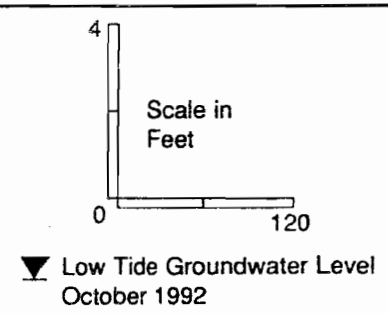 4
Scale in
Feet
0
120
Low Tide Groundwater Level
October 1992